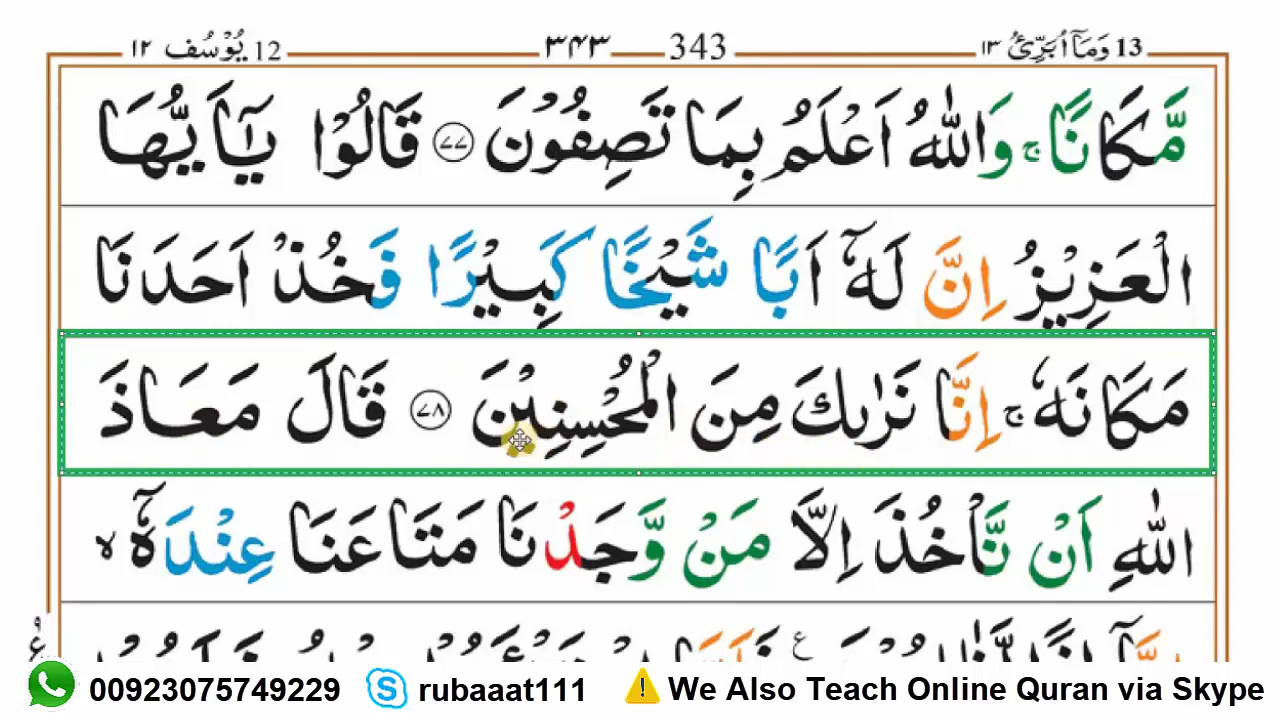 13 وَمَآ اُبَرِّئُ ١٣ 343 ٣٤٣ 12 يُوْسُف ١٢
مَّكَانًا ۚ وَاللّٰهُ اَعْلَمُ بِمَا تَصِفُوْنَ ﴿٧٧﴾ قَالُوْا يٰٓاَيُّهَا
الْعَزِيْزُ اِنَّ لَهٗٓ اَبًا شَيْخًا كَبِيْرًا فَخُذْ اَحَدَنَا
مَكَانَهٗ ۚ اِنَّا نَرٰىكَ مِنَ الْمُحْسِنِيْنَ ﴿٧٨﴾ قَالَ مَعَاذَ
اللّٰهِ اَنْ نَّاْخُذَ اِلَّا مَنْ وَّجَدْنَا مَتَاعَنَا عِنْدَهٗٓ ۙ
00923075749229 rubaaat111 We Also Teach Online Quran via Skype